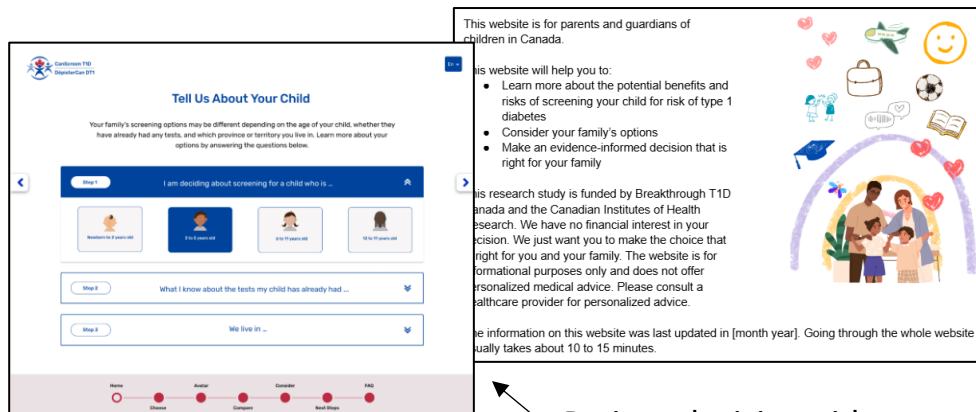 CanScreen T1D
DépisterCan DT1
En
Tell Us About Your Child
Your family's screening options may be different depending on the age of your child, whether they
have already had any tests, and which province or territory you live in. Learn more about your
options by answering the questions below.
Step 1
I am deciding about screening for a child who is ...
Newborn to 2 years old
2 to 5 years old
6 to 11 years old
12 to 17 years old
Step 2
What I know about the tests my child has already had ...
Step 3
We live in ...
Home
Avatar
Consider
FAQ
Choose
Compare
Next Steps
This website is for parents and guardians of
children in Canada.
his website will help you to:
● Learn more about the potential benefits and
risks of screening your child for risk of type 1
diabetes
● Consider your family's options
● Make an evidence-informed decision that is
right for your family
his research study is funded by Breakthrough T1D
anada and the Canadian Institutes of Health
esearch. We have no financial interest in your
ecision. We just want you to make the choice that
right for you and your family. The website is for
formational purposes only and does not offer
ersonalized medical advice. Please consult a
ealthcare provider for personalized advice.
he information on this website was last updated in [month year]. Going through the whole website
sually takes about 10 to 15 minutes.